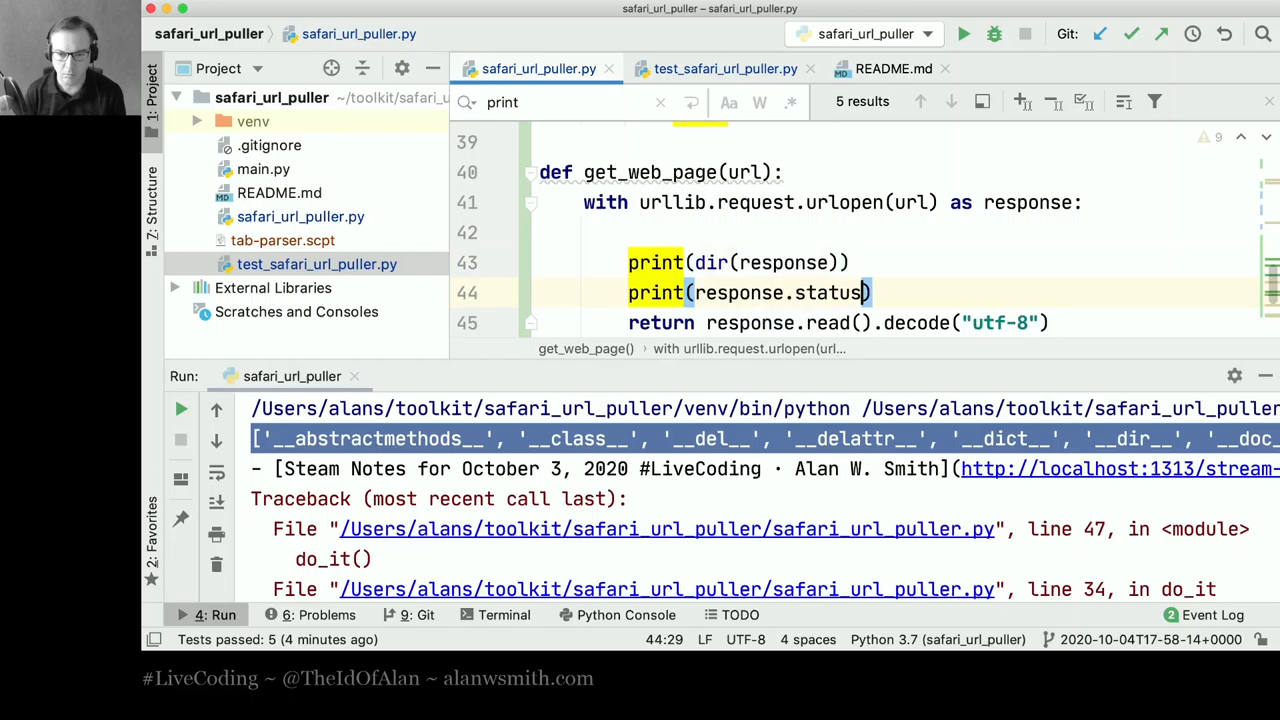 safari_url_puller – safari_url_puller.py
safari_url_puller
safari_url_puller.py
safari_url_puller
Git:
1: Project
Project
safari_url_puller.py
test_safari_url_puller.py
README.md
safari_url_puller ~/toolkit/safari_u
venv
.gitignore
main.py
README.md
safari_url_puller.py
tab-parser.scpt
test_safari_url_puller.py
External Libraries
Scratches and Consoles
Z: Structure
2: Favorites
print
Aa
W
.*
5 results
9
39
40 def get_web_page(url):
41 with urllib.request.urlopen(url) as response:
42
43 print(dir(response))
44 print(response.status)
45 return response.read().decode("utf-8")
get_web_page()
with urllib.request.urlopen(url...
Run:
safari_url_puller
/Users/alans/toolkit/safari_url_puller/venv/bin/python /Users/alans/toolkit/safari_url_puller
['__abstractmethods__', '__class__', '__del__', '__delattr__', '__dict__', '__dir__', '__doc_
- [Steam Notes for October 3, 2020 #LiveCoding · Alan W. Smith](http://localhost:1313/stream-
Traceback (most recent call last):
File "/Users/alans/toolkit/safari_url_puller/safari_url_puller.py", line 47, in <module>
do_it()
File "/Users/alans/toolkit/safari_url_puller/safari_url_puller.py", line 34, in do_it
4: Run
6: Problems
9: Git
Terminal
Python Console
TODO
2 Event Log
Tests passed: 5 (4 minutes ago)
44:29
LF
UTF-8
4 spaces
Python 3.7 (safari_url_puller)
2020-10-04T17-58-14+0000
#LiveCoding ~ @TheIdOfAlan ~ alanwsmith.com